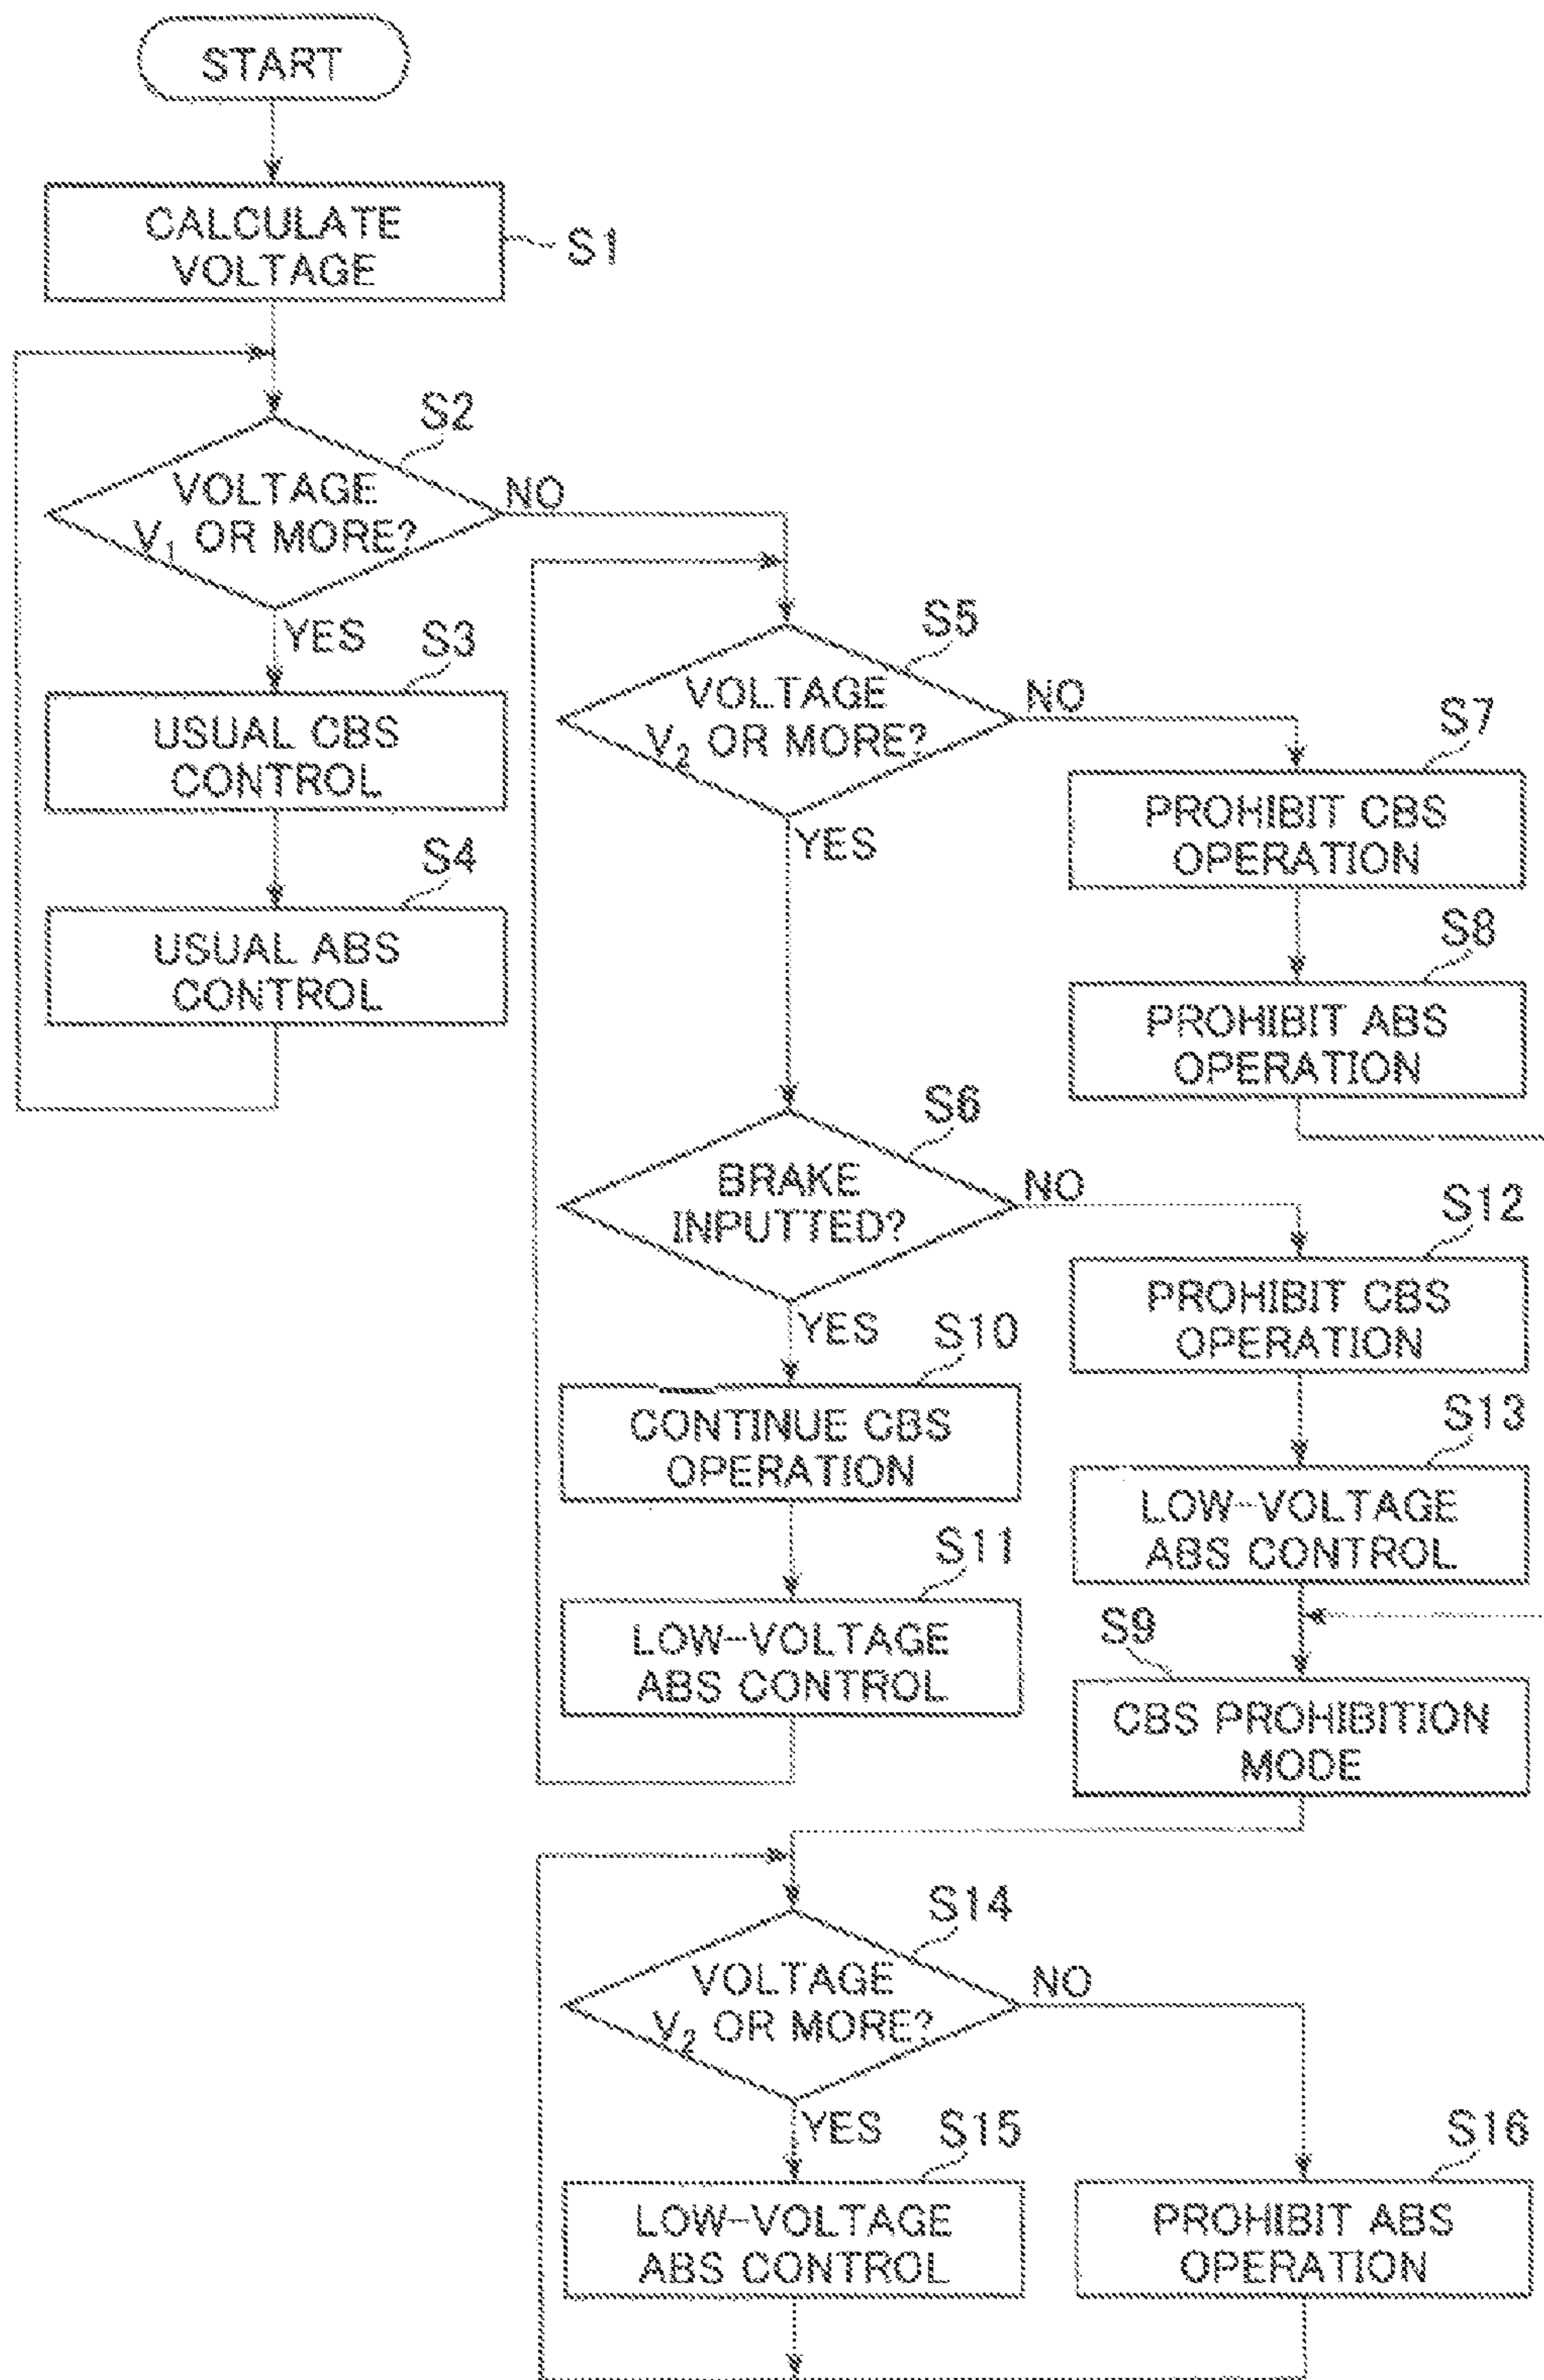 START
CALCULATE
VOLTAGE
S1
S2
VOLTAGE
V1 OR MORE?
NO
YES
S3
USUAL CBS
CONTROL
S4
USUAL ABS
CONTROL
S5
VOLTAGE
V2 OR MORE?
NO
YES
S7
PROHIBIT CBS
OPERATION
S8
PROHIBIT ABS
OPERATION
S6
BRAKE
INPUTTED?
NO
YES
S12
PROHIBIT CBS
OPERATION
S10
CONTINUE CBS
OPERATION
S13
LOW-VOLTAGE
ABS CONTROL
S11
LOW-VOLTAGE
ABS CONTROL
S9
CBS PROHIBITION
MODE
S14
VOLTAGE
V2 OR MORE?
NO
YES
S15
LOW-VOLTAGE
ABS CONTROL
S16
PROHIBIT ABS
OPERATION